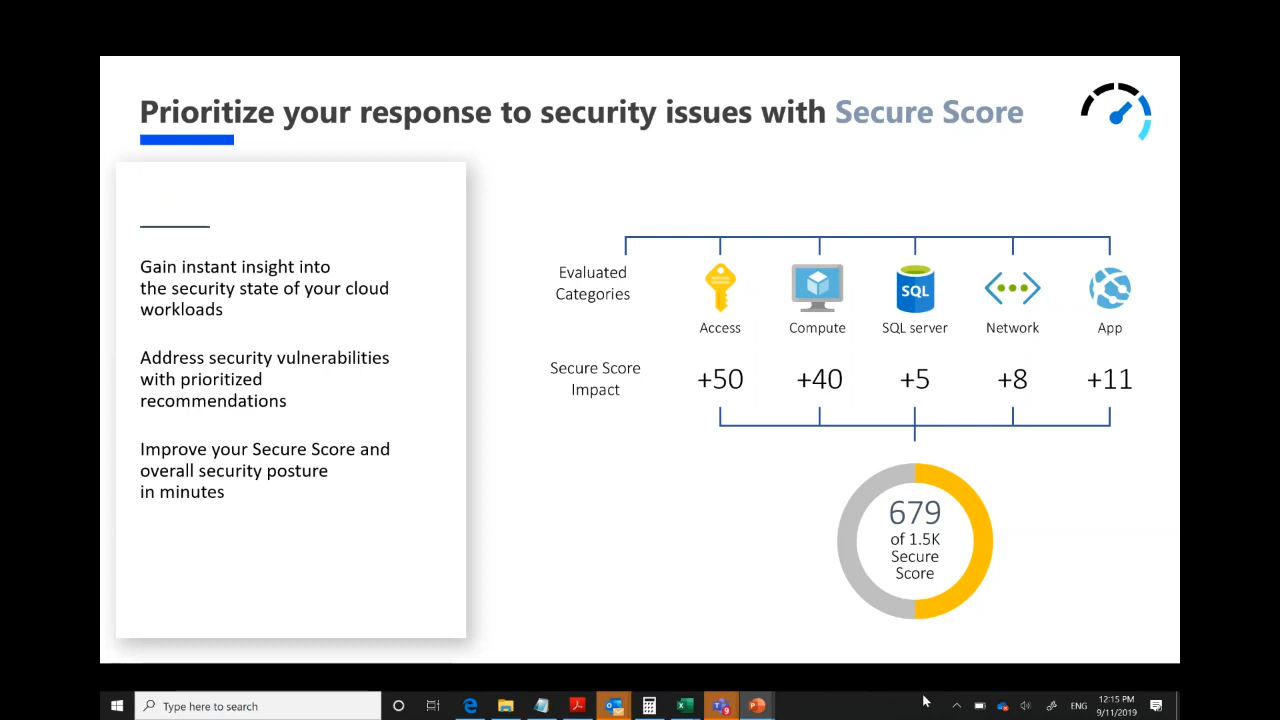 Prioritize your response to security issues with Secure Score
Gain instant insight into
the security state of your cloud
workloads
Address security vulnerabilities
with prioritized
recommendations
Improve your Secure Score and
overall security posture
in minutes
Evaluated
Categories
SQL
Access
Compute
SQL server
Network
App
Secure Score
Impact
+50
+40
+5
+8
+11
679
of 1.5K
Secure
Score
Type here to search
9
ENG
12:15 PM
9/11/2019